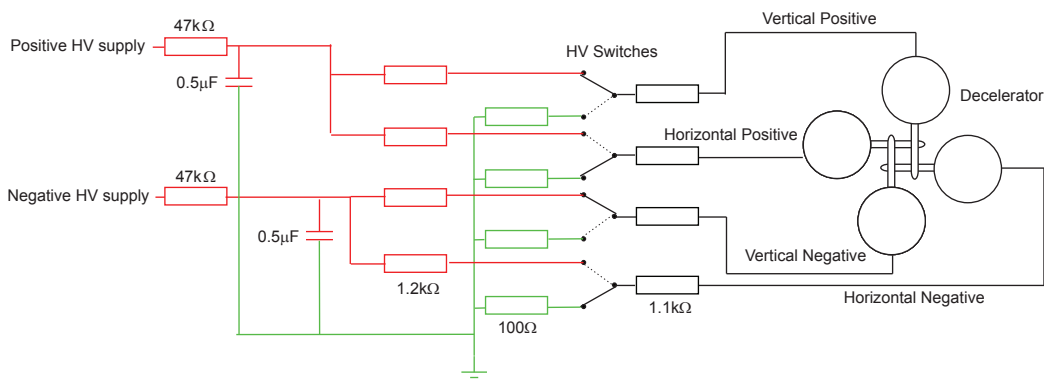 Vertical Positive
47kΩ
Positive HV supply
HV Switches
0.5μF
Decelerator
Horizontal Positive
47kΩ
Negative HV supply
0.5μF
Vertical Negative
1.2kΩ
Horizontal Negative
1.1kΩ
100Ω